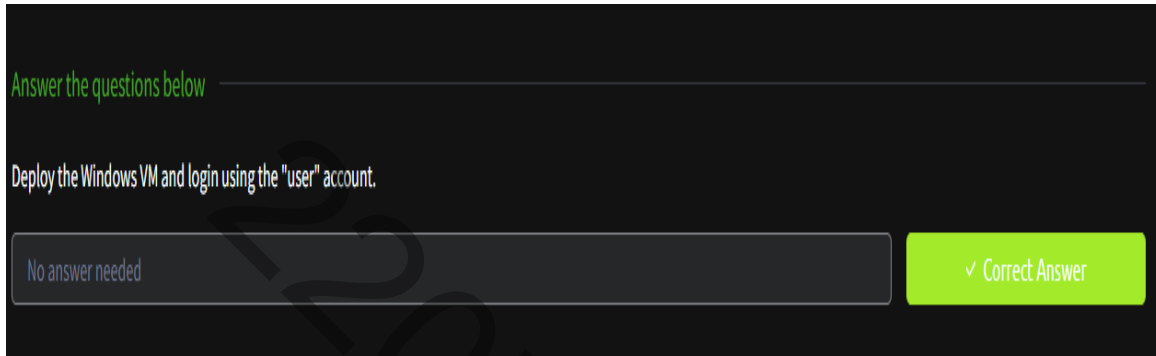 Answer the questions below
Deploy the Windows VM and login using the "user" account.
No answer needed
✓ Correct Answer